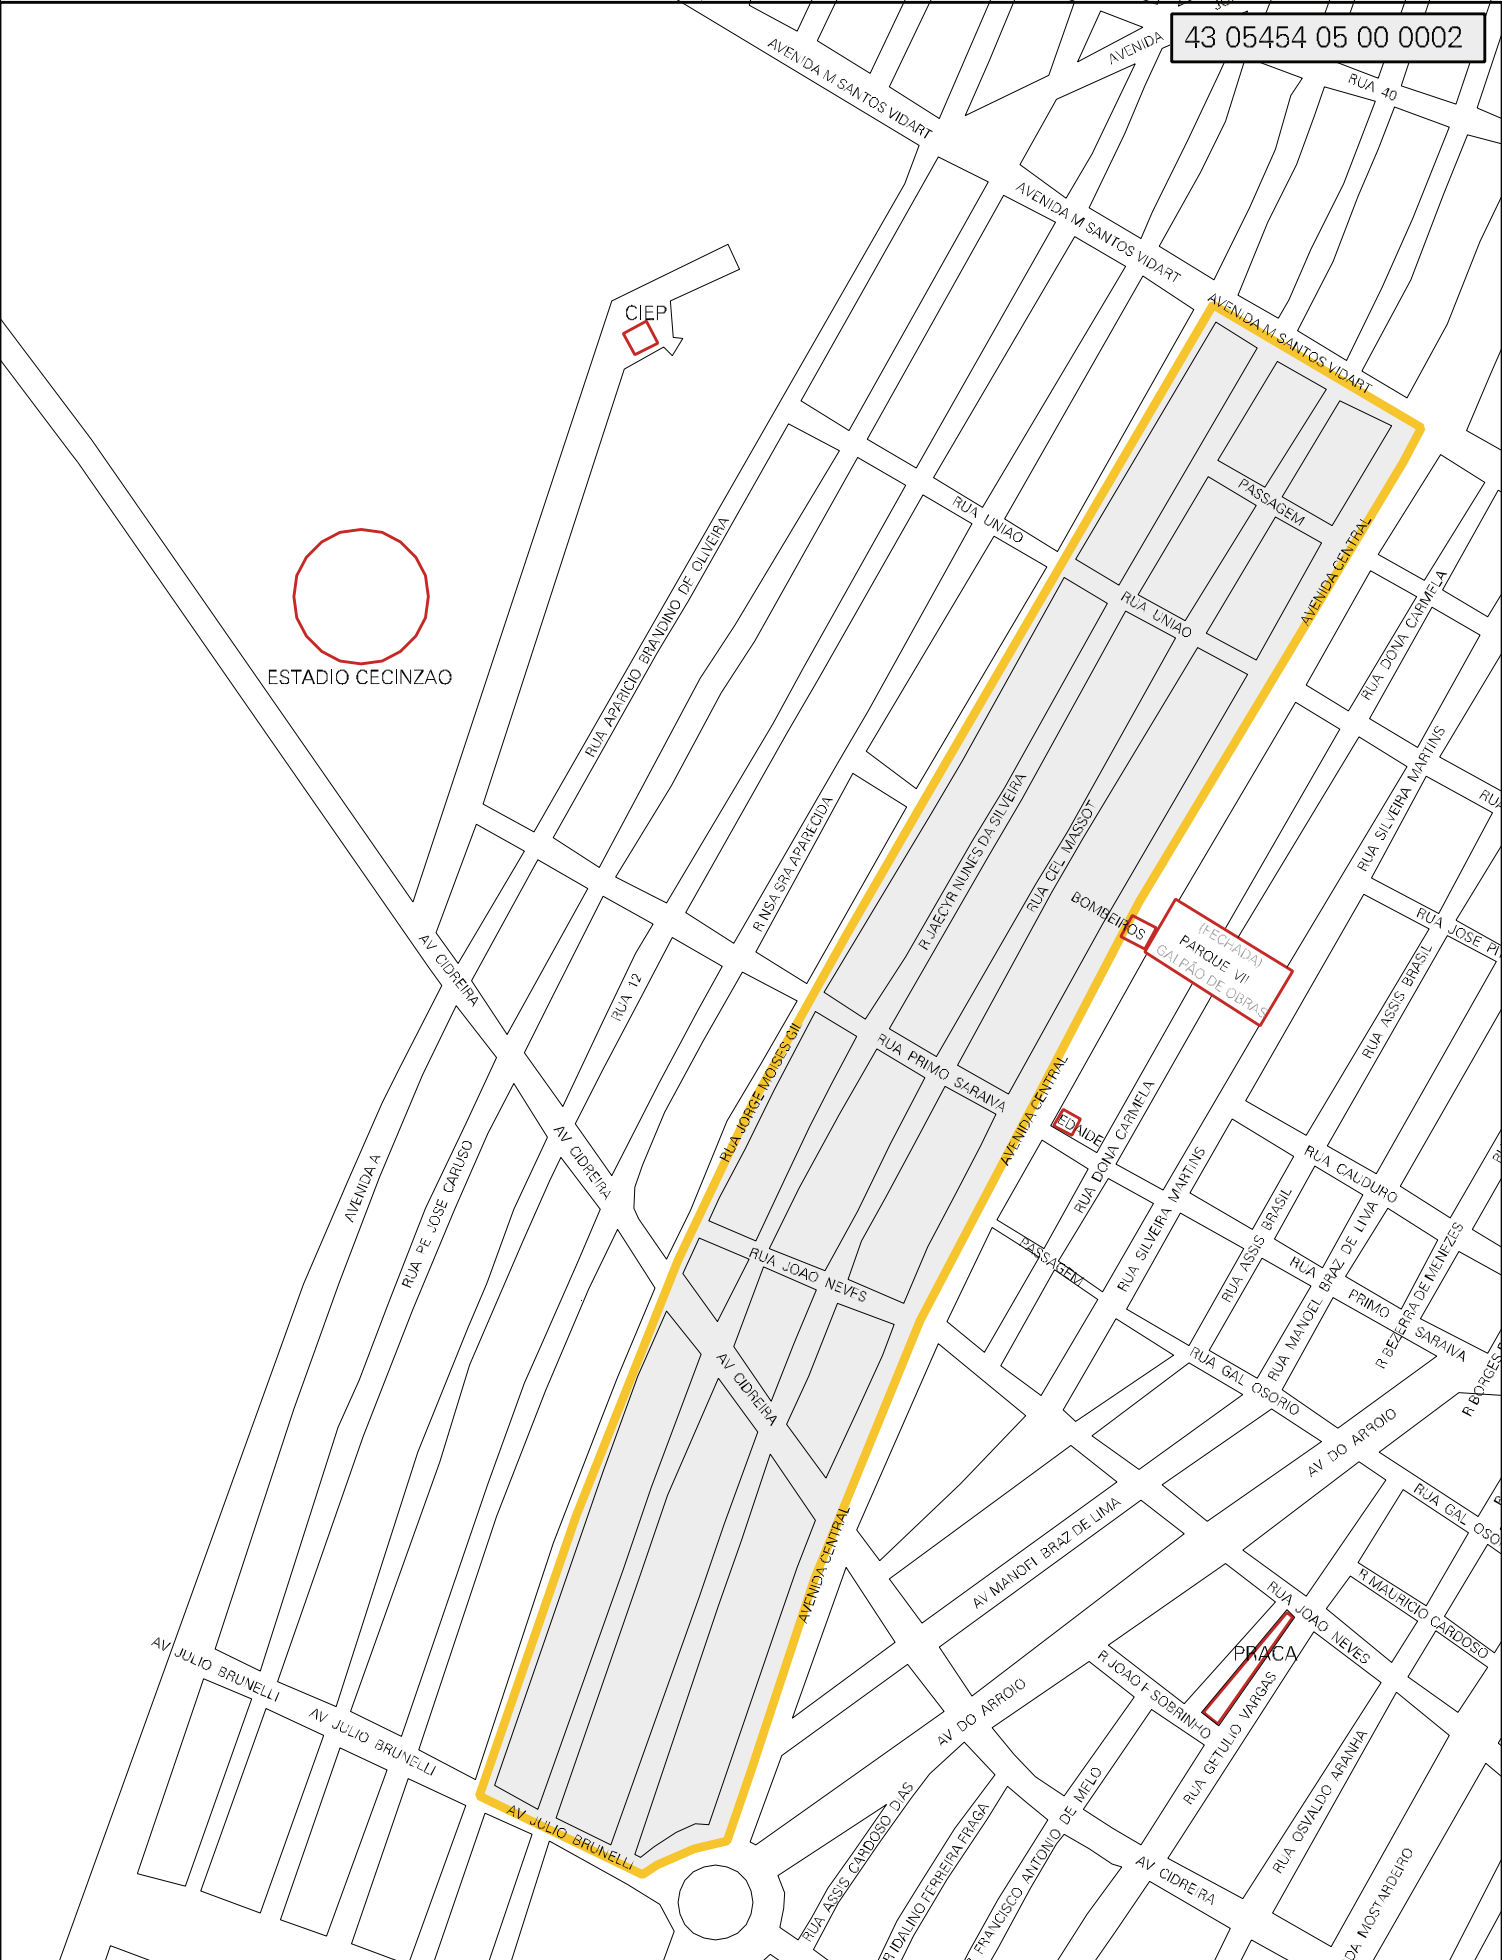 43 05454 05 00 0002
AVENIDA M SANTOS VIDART
AVENIDA
RUA 40
AVENIDA M SANTOS VIDART
AVENIDA M SANTOS VIDART
CIEP
PASSAGEM
RUA UNIAO
AVENIDA CENTRAL
RUA UNIAO
RUA DONA CARMELA
RUA APARICIO BRANDINO DE OLIVEIRA
ESTADIO CECINZAO
RUA SILVEIRA MARTINS
RUA
R NSA SRA APARECIDA
R JAECYR NUNES DA SILVEIRA
RUA CEL MASSOT
BOMBEIROS
(FECHADA)
PARQUE VII
GALPÃO DE OBRAS
RUA JOSE PI
RUA ASSIS BRASIL
AV CIDREIRA
RUA 12
RUA JORGE MOISES GIL
RUA PRIMO SARAIVA
AVENIDA CENTRAL
EDAIDE
RUA DONA CARMELA
AV CIDREIRA
AVENIDA A
RUA PE JOSE CARUSO
RUA SILVEIRA MARTINS
RUA CAUDURO
RUA ASSIS BRASIL
RUA MANOEL BRAZ DE LIMA
R BEZERRA DE MENEZES
PASSAGEM
RUA JOAO NEVES
RUA PRIMO SARAIVA
RUA GAL OSORIO
R BORGES
AV CIDREIRA
AV DO ARROIO
RUA GAL OSO
AVENIDA CENTRAL
AV MANOEL BRAZ DE LIMA
R MAURICIO CARDOSO
RUA JOAO NEVES
PRACA
R JOAO F SOBRINHO
RUA GETULIO VARGAS
AV JULIO BRUNELLI
AV JULIO BRUNELLI
AV DO ARROIO
RUA OSVALDO ARANHA
AV JULIO BRUNELLI
RUA ASSIS CARDOSO DIAS
R IDALINO FERREIRA FRAGA
FRANCISCO ANTONIO DE MELO
AV CIDREIRA
DA MOSTARDEIRO